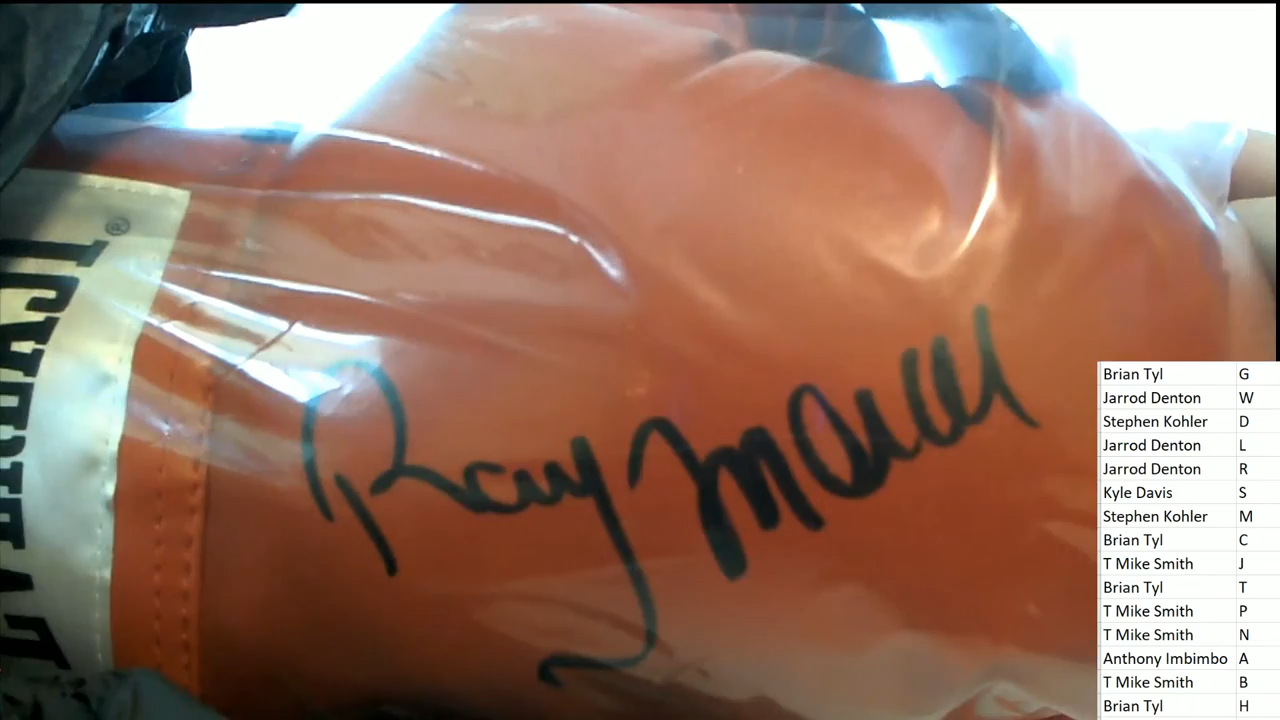 ®
Ray
Brian Tyl G
Jarrod Denton W
Stephen Kohler D
Jarrod Denton L
Jarrod Denton R
Kyle Davis S
Stephen Kohler M
Brian Tyl C
T Mike Smith J
Brian Tyl T
T Mike Smith P
T Mike Smith N
Anthony Imbimbo A
T Mike Smith B
Brian Tyl H